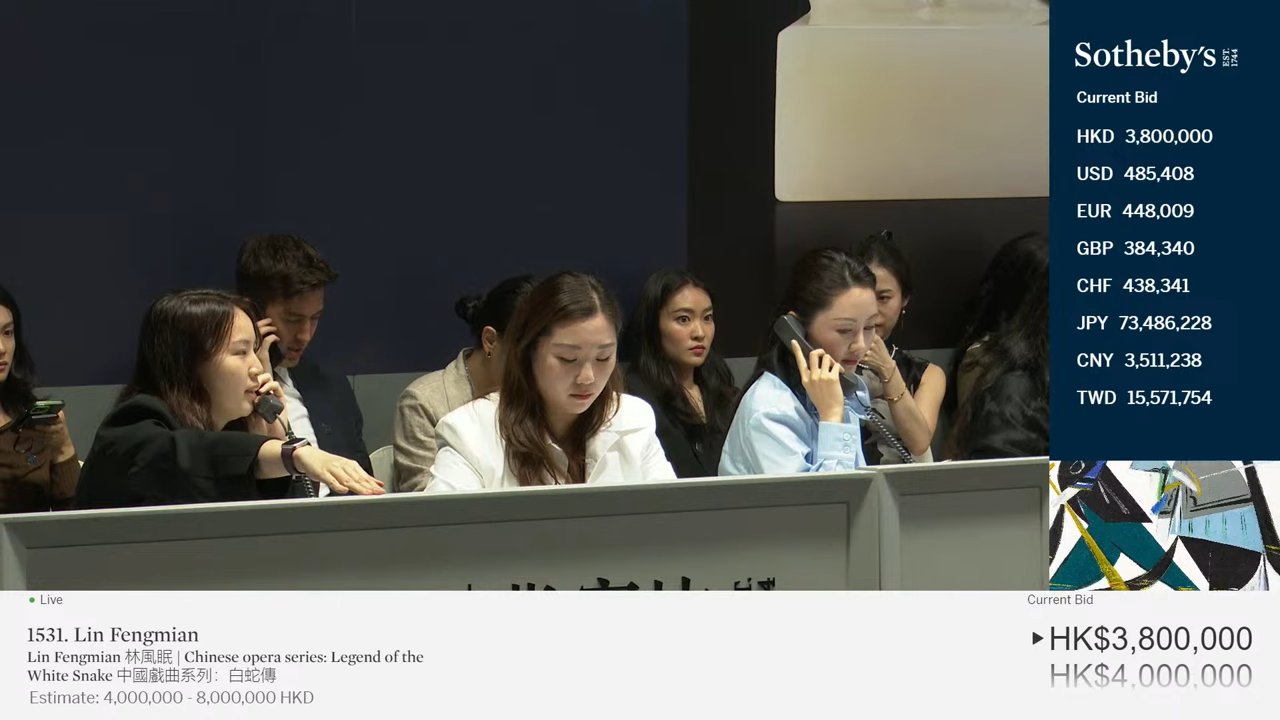 Sotheby's EST. 1744
Current Bid
HKD 3,800,000
USD 485,408
EUR 448,009
GBP 384,340
CHF 438,341
JPY 73,486,228
CNY 3,511,238
TWD 15,571,754
Live
1531. Lin Fengmian
Lin Fengmian 林風眠 | Chinese opera series: Legend of the
White Snake 中國戲曲系列：白蛇傳
Estimate: 4,000,000 - 8,000,000 HKD
Current Bid
HK$3,800,000
HK$4,000,000